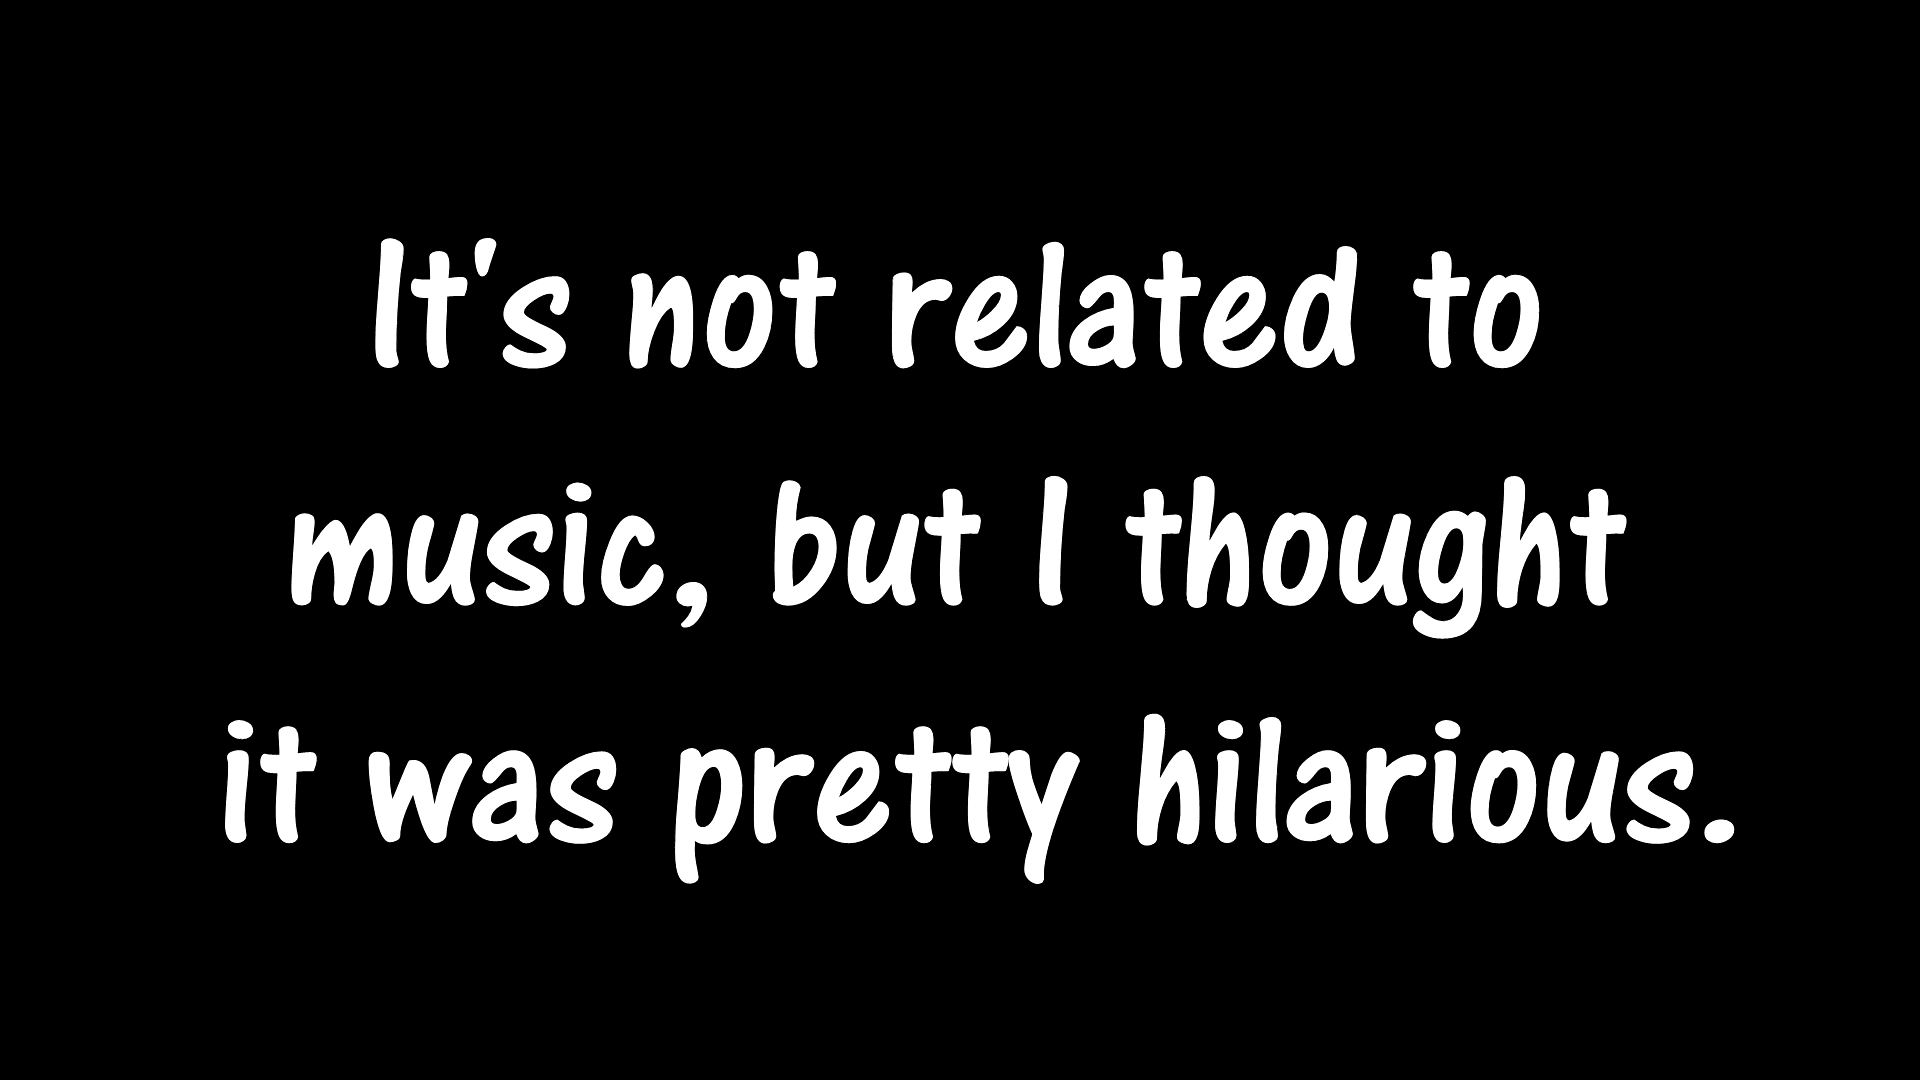 It's not related to
music, but I thought
it was pretty hilarious.